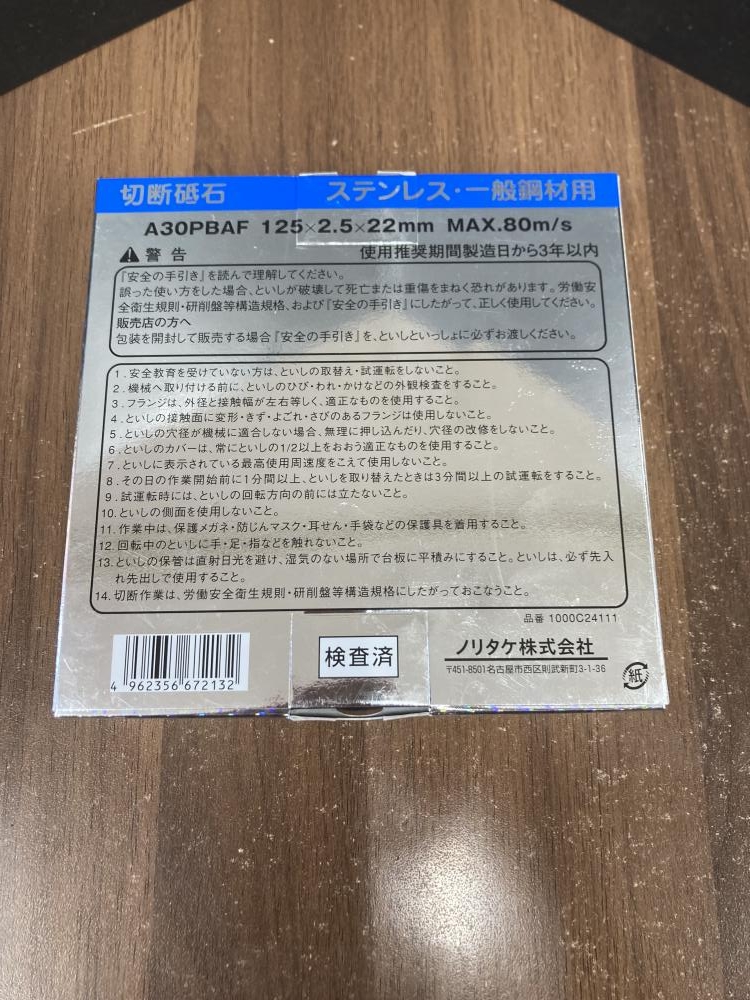 切断砥石 ステンレス・一般鋼材用
A30PBAF 125×2.5×22mm MAX.80m/s
警告 使用推奨期間製造日から3年以内
『安全の手引き』を読んで理解してください。
誤った使い方をした場合、といしが破壊して死亡または重傷をまねく恐れがあります。労働安
全衛生規則・研削盤等構造規格、および『安全の手引き』にしたがって、正しく使用してください。
販売店の方へ
包装を開封して販売する場合『安全の手引き』を、といしといっしょに必ずお渡しください。
1. 安全教育を受けていない方は、といしの取替え・試運転をしないこと。
2. 機械へ取り付ける前に、といしのひび・われ・かけなどの外観検査をすること。
3. フランジは、外径と接触幅が左右等しく、適正なものを使用すること。
4. といしの接触面に変形・きず・よごれ・さびのあるフランジは使用しないこと。
5. といしの穴径が機械に適合しない場合、無理に押し込んだり、穴径の改修をしないこと。
6. といしのカバーは、常にといしの1/2以上をおおう適正なものを使用すること。
7. といしに表示されている最高使用周速度をこえて使用しないこと。
8. その日の作業開始前に1分間以上、といしを取り替えたときは3分間以上の試運転をすること。
9. 試運転時には、といしの回転方向の前には立たないこと。
10. といしの側面を使用しないこと。
11. 作業中は、保護メガネ・防じんマスク・耳せん・手袋などの保護具を着用すること。
12. 回転中のといしに手・足・指などを触れないこと。
13. といしの保管は直射日光を避け、湿気のない場所で台板に平積みにすること。といしは、必ず先入
れ先出しで使用すること。
14. 切断作業は、労働安全衛生規則・研削盤等構造規格にしたがっておこなうこと。
品番 1000C24111
4 962356 672132
検査済
ノリタケ株式会社
〒451-8501名古屋市西区則武新町3-1-36
紙